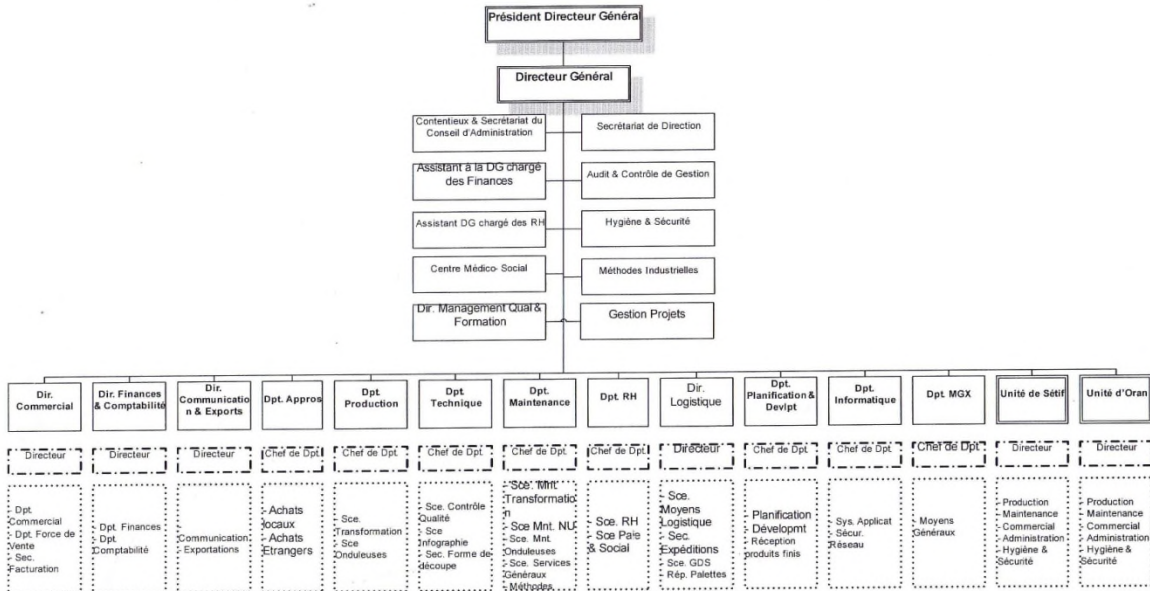 Président Directeur Général
Directeur Général
Contentieux & Secrétariat du
Conseil d'Administration
Secrétariat de Direction
Assistant à la DG chargé
des Finances
Audit & Contrôle de Gestion
Assistant DG chargé des RH
Hygiène & Sécurité
Centre Médico- Social
Méthodes Industrielles
Dir. Management Qual &
Formation
Gestion Projets
Dir.
Commercial
Dir. Finances
& Comptabilité
Dir.
Communicatio
n & Exports
Dpt. Appros
Dpt.
Production
Dpt.
Technique
Dpt.
Maintenance
Dpt. RH
Dir.
Logistique
Dpt.
Planification &
Devlpt
Dpt.
Informatique
Dpt. MGX
Unité de Sétif
Unité d'Oran
Directeur
Directeur
Directeur
Chef de Dpt.
Chef de Dpt.
Chef de Dpt.
Chef de Dpt.
Chef de Dpt.
Directeur
Chef de Dpt.
Chef de Dpt.
Chef de Dpt.
Directeur
Directeur
- Dpt.
Commercial
- Dpt. Force de
Vente
- Sec.
Facturation
- Dpt. Finances
- Dpt.
Comptabilité
-
Communication
- Exportations
- Achats
locaux
- Achats
Etrangers
- Sce.
Transformation
- Sce
Onduleuses
- Sce. Contrôle
Qualité
- Sce
Infographie
- Sec. Forme de
découpe
- Sce. Mnt.
Transformatio
n
- Sce Mnt. NU
- Sce. Mnt.
Onduleuses
- Sce. Services
Généraux
- Méthodes
- Sce. RH
- Sce Paie
& Social
- Sce.
Moyens
Logistique
- Sec.
Expéditions
- Sce. GDS
- Rép. Palettes
-
Planification
- Dévelopmt
- Réception
produits finis
-
Sys. Applicat
- Sécur.
Réseau
- Moyens
Généraux
- Production
- Maintenance
- Commercial
- Administration
- Hygiène &
Sécurité
- Production
- Maintenance
- Commercial
- Administration
- Hygiène &
Sécurité